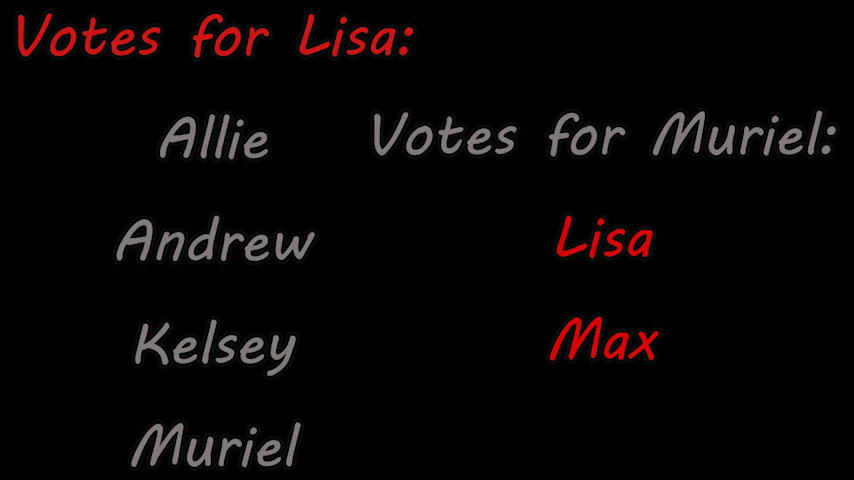 Votes for Lisa:
Allie
Andrew
Kelsey
Muriel
Votes for Muriel:
Lisa
Max